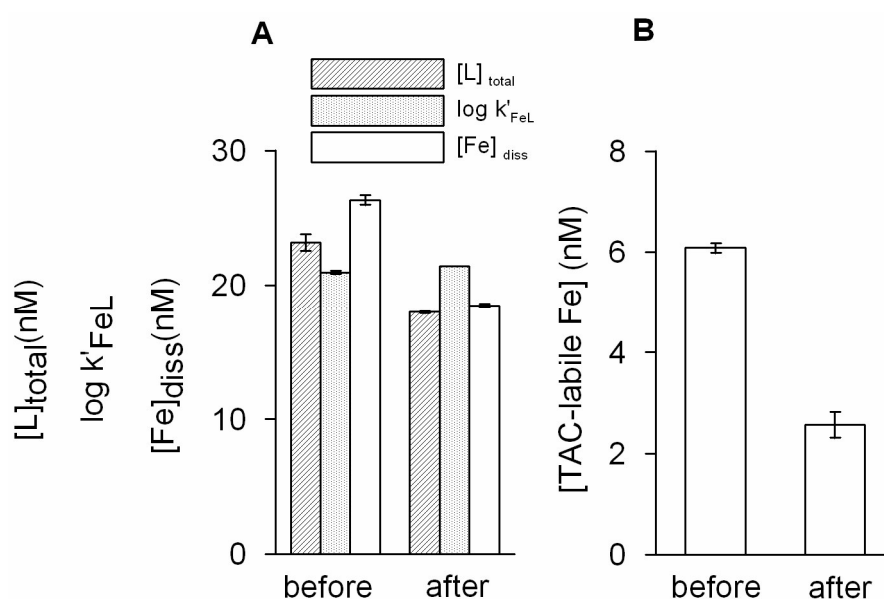 A
[L] total
log k'FeL
[Fe] diss
[L]total(nM)
log k'FeL
[Fe]diss(nM)
30
20
10
0
before after
B
[TAC-labile Fe] (nM)
8
6
4
2
0
before after